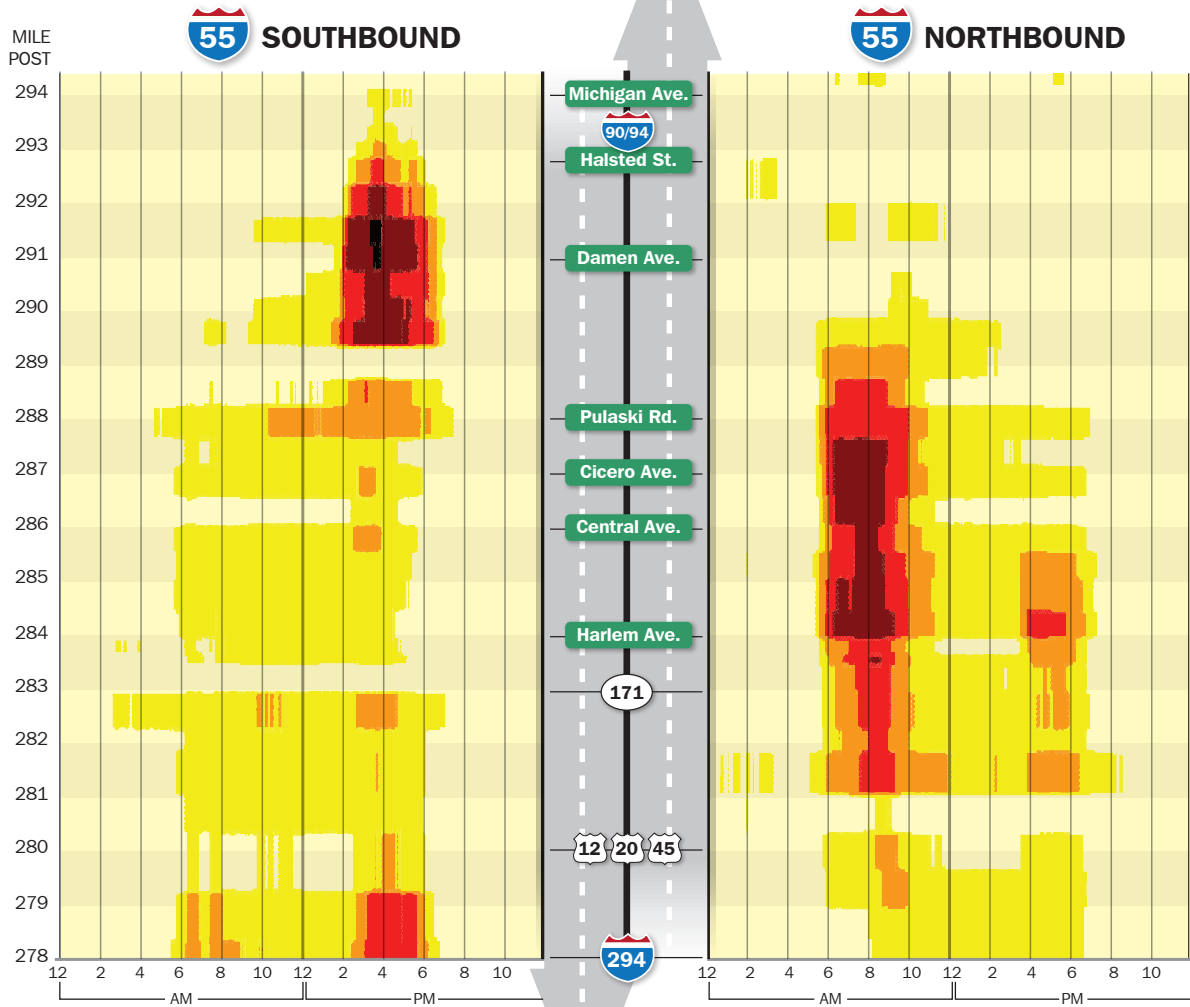 MILE
POST
55 SOUTHBOUND
55 NORTHBOUND
294
293
292
291
290
289
288
287
286
285
284
283
282
281
280
279
278
Michigan Ave.
90/94
Halsted St.
Damen Ave.
Pulaski Rd.
Cicero Ave.
Central Ave.
Harlem Ave.
171
12 20 45
294
12 2 4 6 8 10 12 2 4 6 8 10
AM PM
12 2 4 6 8 10 12 2 4 6 8 10
AM PM